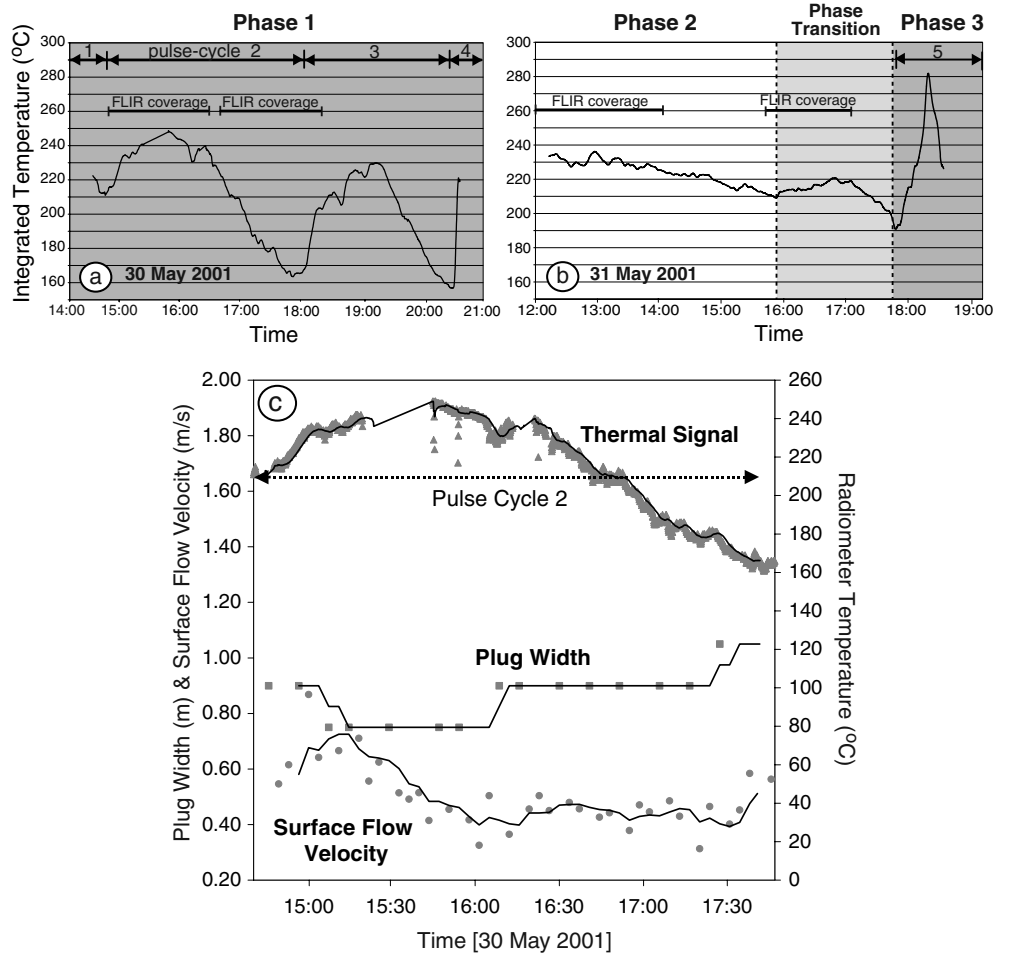 Phase 1
Integrated Temperature (ºC)
300
280
260
240
220
200
180
160
1
pulse-cycle 2
3
4
FLIR coverage
FLIR coverage
a
30 May 2001
14:00
15:00
16:00
17:00
18:00
19:00
20:00
21:00
Time
Phase 2
Phase
Transition
Phase 3
300
280
260
240
220
200
180
160
5
FLIR coverage
FLIR coverage
b
31 May 2001
12:00
13:00
14:00
15:00
16:00
17:00
18:00
19:00
Time
c
Plug Width (m) & Surface Flow Velocity (m/s)
2.00
1.80
1.60
1.40
1.20
1.00
0.80
0.60
0.40
0.20
Thermal Signal
Pulse Cycle 2
Plug Width
Surface Flow
Velocity
260
240
220
200
180
160
140
120
100
80
60
40
20
0
Radiometer Temperature (ºC)
15:00
15:30
16:00
16:30
17:00
17:30
Time [30 May 2001]